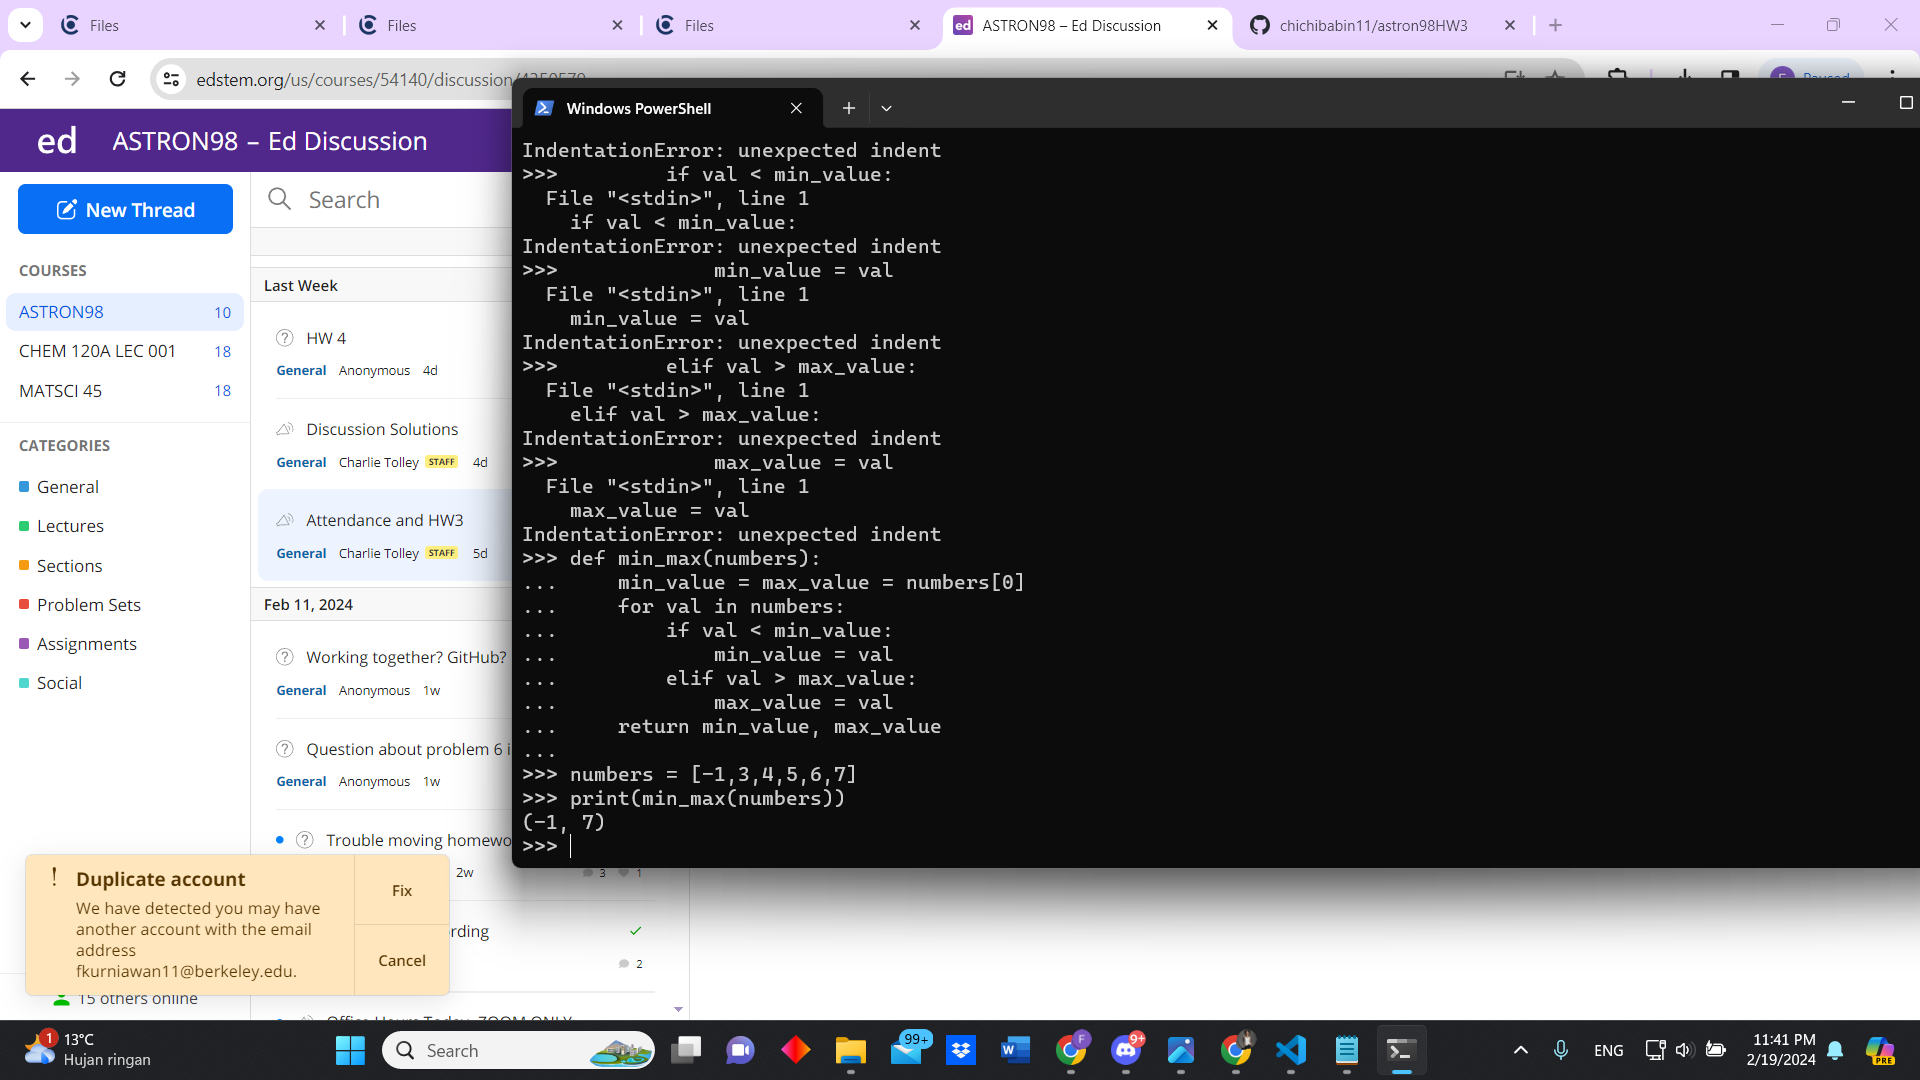 Files
Files
Files
ed ASTRON98 – Ed Discussion
chichibabin11/astron98HW3
edstem.org/us/courses/54140/discussion/
ed ASTRON98 – Ed Discussion
New Thread
COURSES
ASTRON98 10
CHEM 120A LEC 001 18
MATSCI 45 18
CATEGORIES
General
Lectures
Sections
Problem Sets
Assignments
Social
15 others online
Search
Last Week
HW 4
General Anonymous 4d
Discussion Solutions
General Charlie Tolley STAFF 4d
Attendance and HW3
General Charlie Tolley STAFF 5d
Feb 11, 2024
Working together? GitHub?
General Anonymous 1w
Question about problem 6 i
General Anonymous 1w
Trouble moving homewo
2w 3 1
rding
2
Duplicate account
We have detected you may have
another account with the email
address
fkurniawan11@berkeley.edu.
Fix
Cancel
Windows PowerShell
IndentationError: unexpected indent
>>>         if val < min_value:
  File "<stdin>", line 1
    if val < min_value:
IndentationError: unexpected indent
>>>             min_value = val
  File "<stdin>", line 1
    min_value = val
IndentationError: unexpected indent
>>>         elif val > max_value:
  File "<stdin>", line 1
    elif val > max_value:
IndentationError: unexpected indent
>>>             max_value = val
  File "<stdin>", line 1
    max_value = val
IndentationError: unexpected indent
>>> def min_max(numbers):
...     min_value = max_value = numbers[0]
...     for val in numbers:
...         if val < min_value:
...             min_value = val
...         elif val > max_value:
...             max_value = val
...     return min_value, max_value
...
>>> numbers = [-1,3,4,5,6,7]
>>> print(min_max(numbers))
(-1, 7)
>>>
1 13°C
Hujan ringan
Search
99+
W
F
9+
ENG
11:41 PM
2/19/2024
PRE